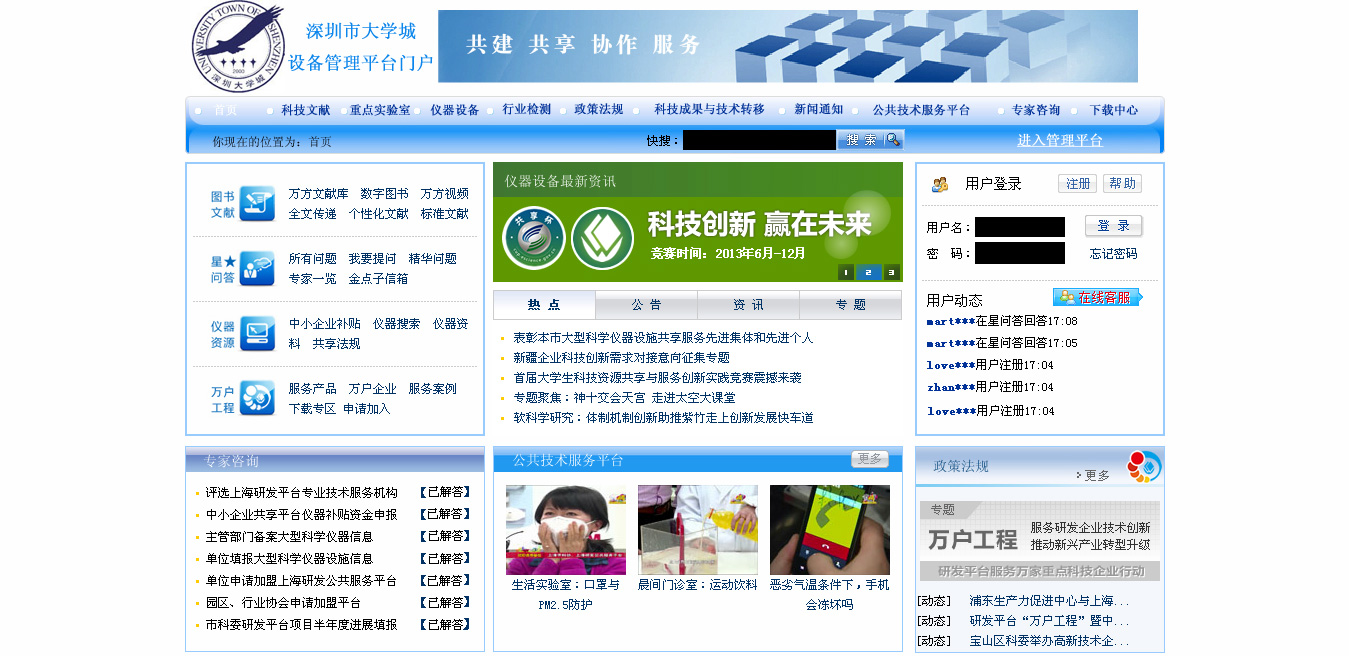 UNIVERSITY TOWN OF SHENZHEN
2000
深圳大学城
深圳市大学城
设备管理平台门户
共建 共享 协作 服务
首页 科技文献 重点实验室 仪器设备 行业检测 政策法规 科技成果与技术转移 新闻通知 公共技术服务平台 专家咨询 下载中心
你现在的位置为：首页 快搜： 搜 索 进入管理平台
图书
文献
万方文献库 数字图书 万方视频
全文传递 个性化文献 标准文献
星★
问答
所有问题 我要提问 精华问题
专家一览 金点子信箱
仪器
资源
中小企业补贴 仪器搜索 仪器资
料 共享法规
万户
工程
服务产品 万户企业 服务案例
下载专区 申请加入
仪器设备最新资讯
共享杯
科技创新 赢在未来
竞赛时间：2013年6月-12月
1 2 3
热 点 公 告 资 讯 专 题
表彰本市大型科学仪器设施共享服务先进集体和先进个人
新疆企业科技创新需求对接意向征集专题
首届大学生科技资源共享与服务创新实践竞赛震撼来袭
专题聚焦：神十交会天宫 走进太空大课堂
软科学研究：体制机制创新助推紫竹走上创新发展快车道
用户登录 注册 帮助
用户名： 登 录
密 码： 忘记密码
用户动态 在线客服
mart***在星问答回答17:08
mart***在星问答回答17:05
love***用户注册17:04
zhan***用户注册17:04
love***用户注册17:04
专家咨询
评选上海研发平台专业技术服务机构 【已解答】
中小企业共享平台仪器补贴资金申报 【已解答】
主管部门备案大型科学仪器信息 【已解答】
单位填报大型科学仪器设施信息 【已解答】
单位申请加盟上海研发公共服务平台 【已解答】
园区、行业协会申请加盟平台 【已解答】
市科委研发平台项目半年度进展填报 【已解答】
公共技术服务平台 更多
生活实验室：口罩与
PM2.5防护
晨间门诊室：运动饮料
恶劣气温条件下，手机
会冻坏吗
政策法规 更多
专题
万户工程
服务研发企业技术创新
推动新兴产业转型升级
研发平台服务万家重点科技企业行动
[动态] 浦东生产力促进中心与上海...
[动态] 研发平台“万户工程”暨中...
[动态] 宝山区科委举办高新技术企...